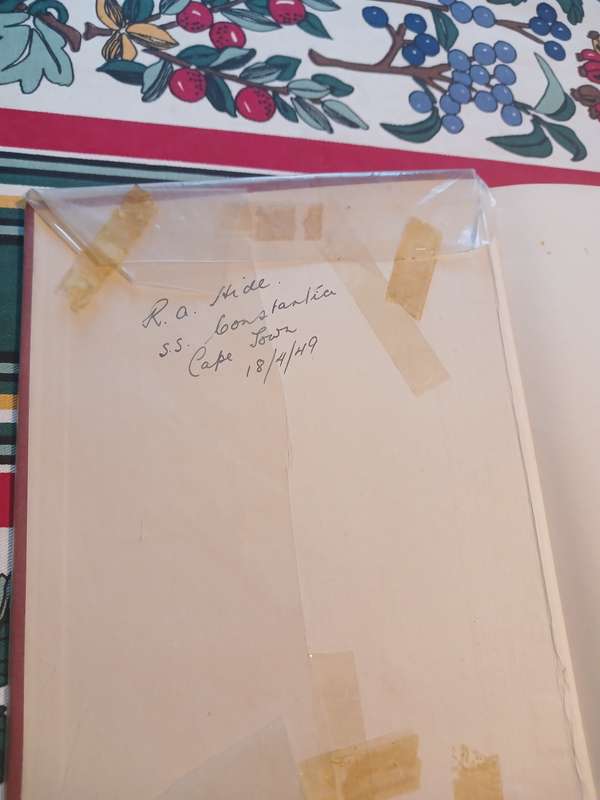 R. A. Hide.
S.S. Constantia
Cape Town
18/4/49